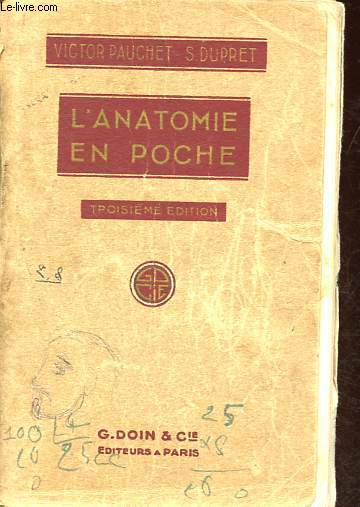 Le-livre.com
VICTOR PAUCHET - S. DUPRET
L'ANATOMIE
EN POCHE
TROISIÈME EDITION
G. DOIN & CIE
EDITEURS A PARIS
100
25